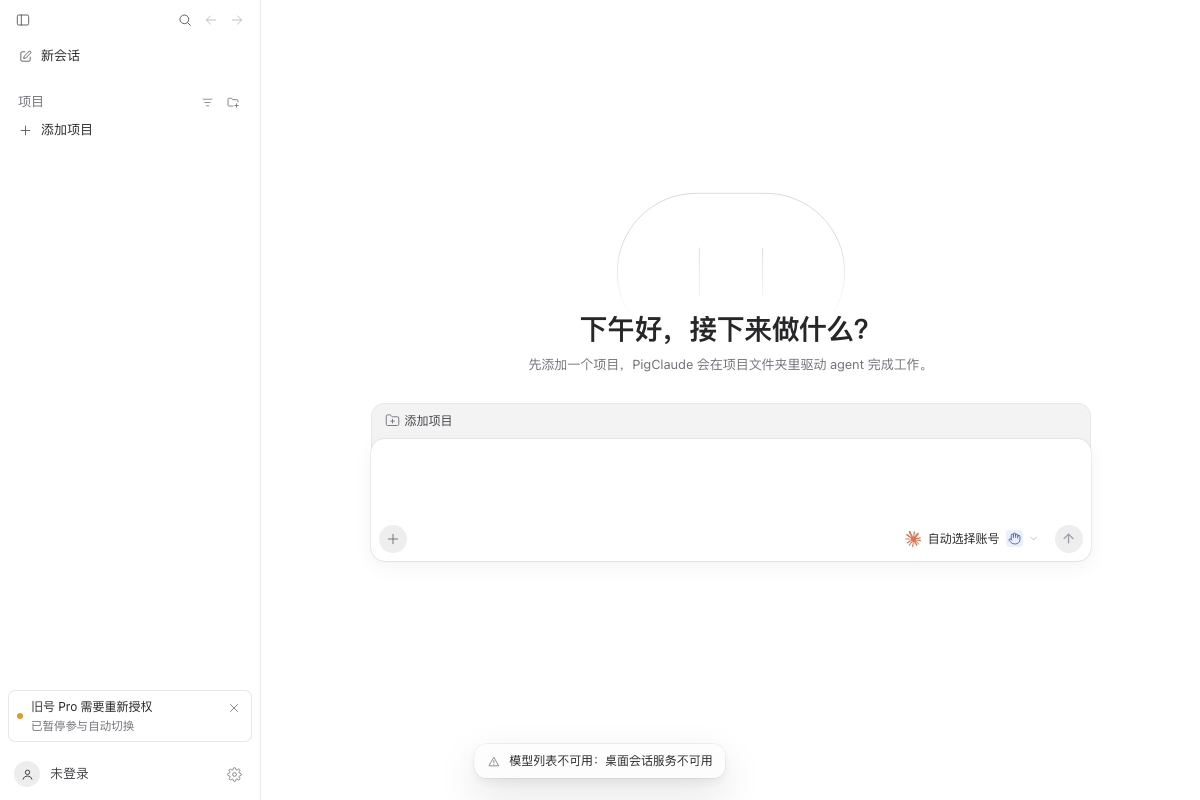 新会话
项目
添加项目
下午好，接下来做什么?
先添加一个项目，PigClaude 会在项目文件夹里驱动 agent 完成工作。
添加项目
自动选择账号
旧号 Pro 需要重新授权
已暂停参与自动切换
未登录
模型列表不可用：桌面会话服务不可用